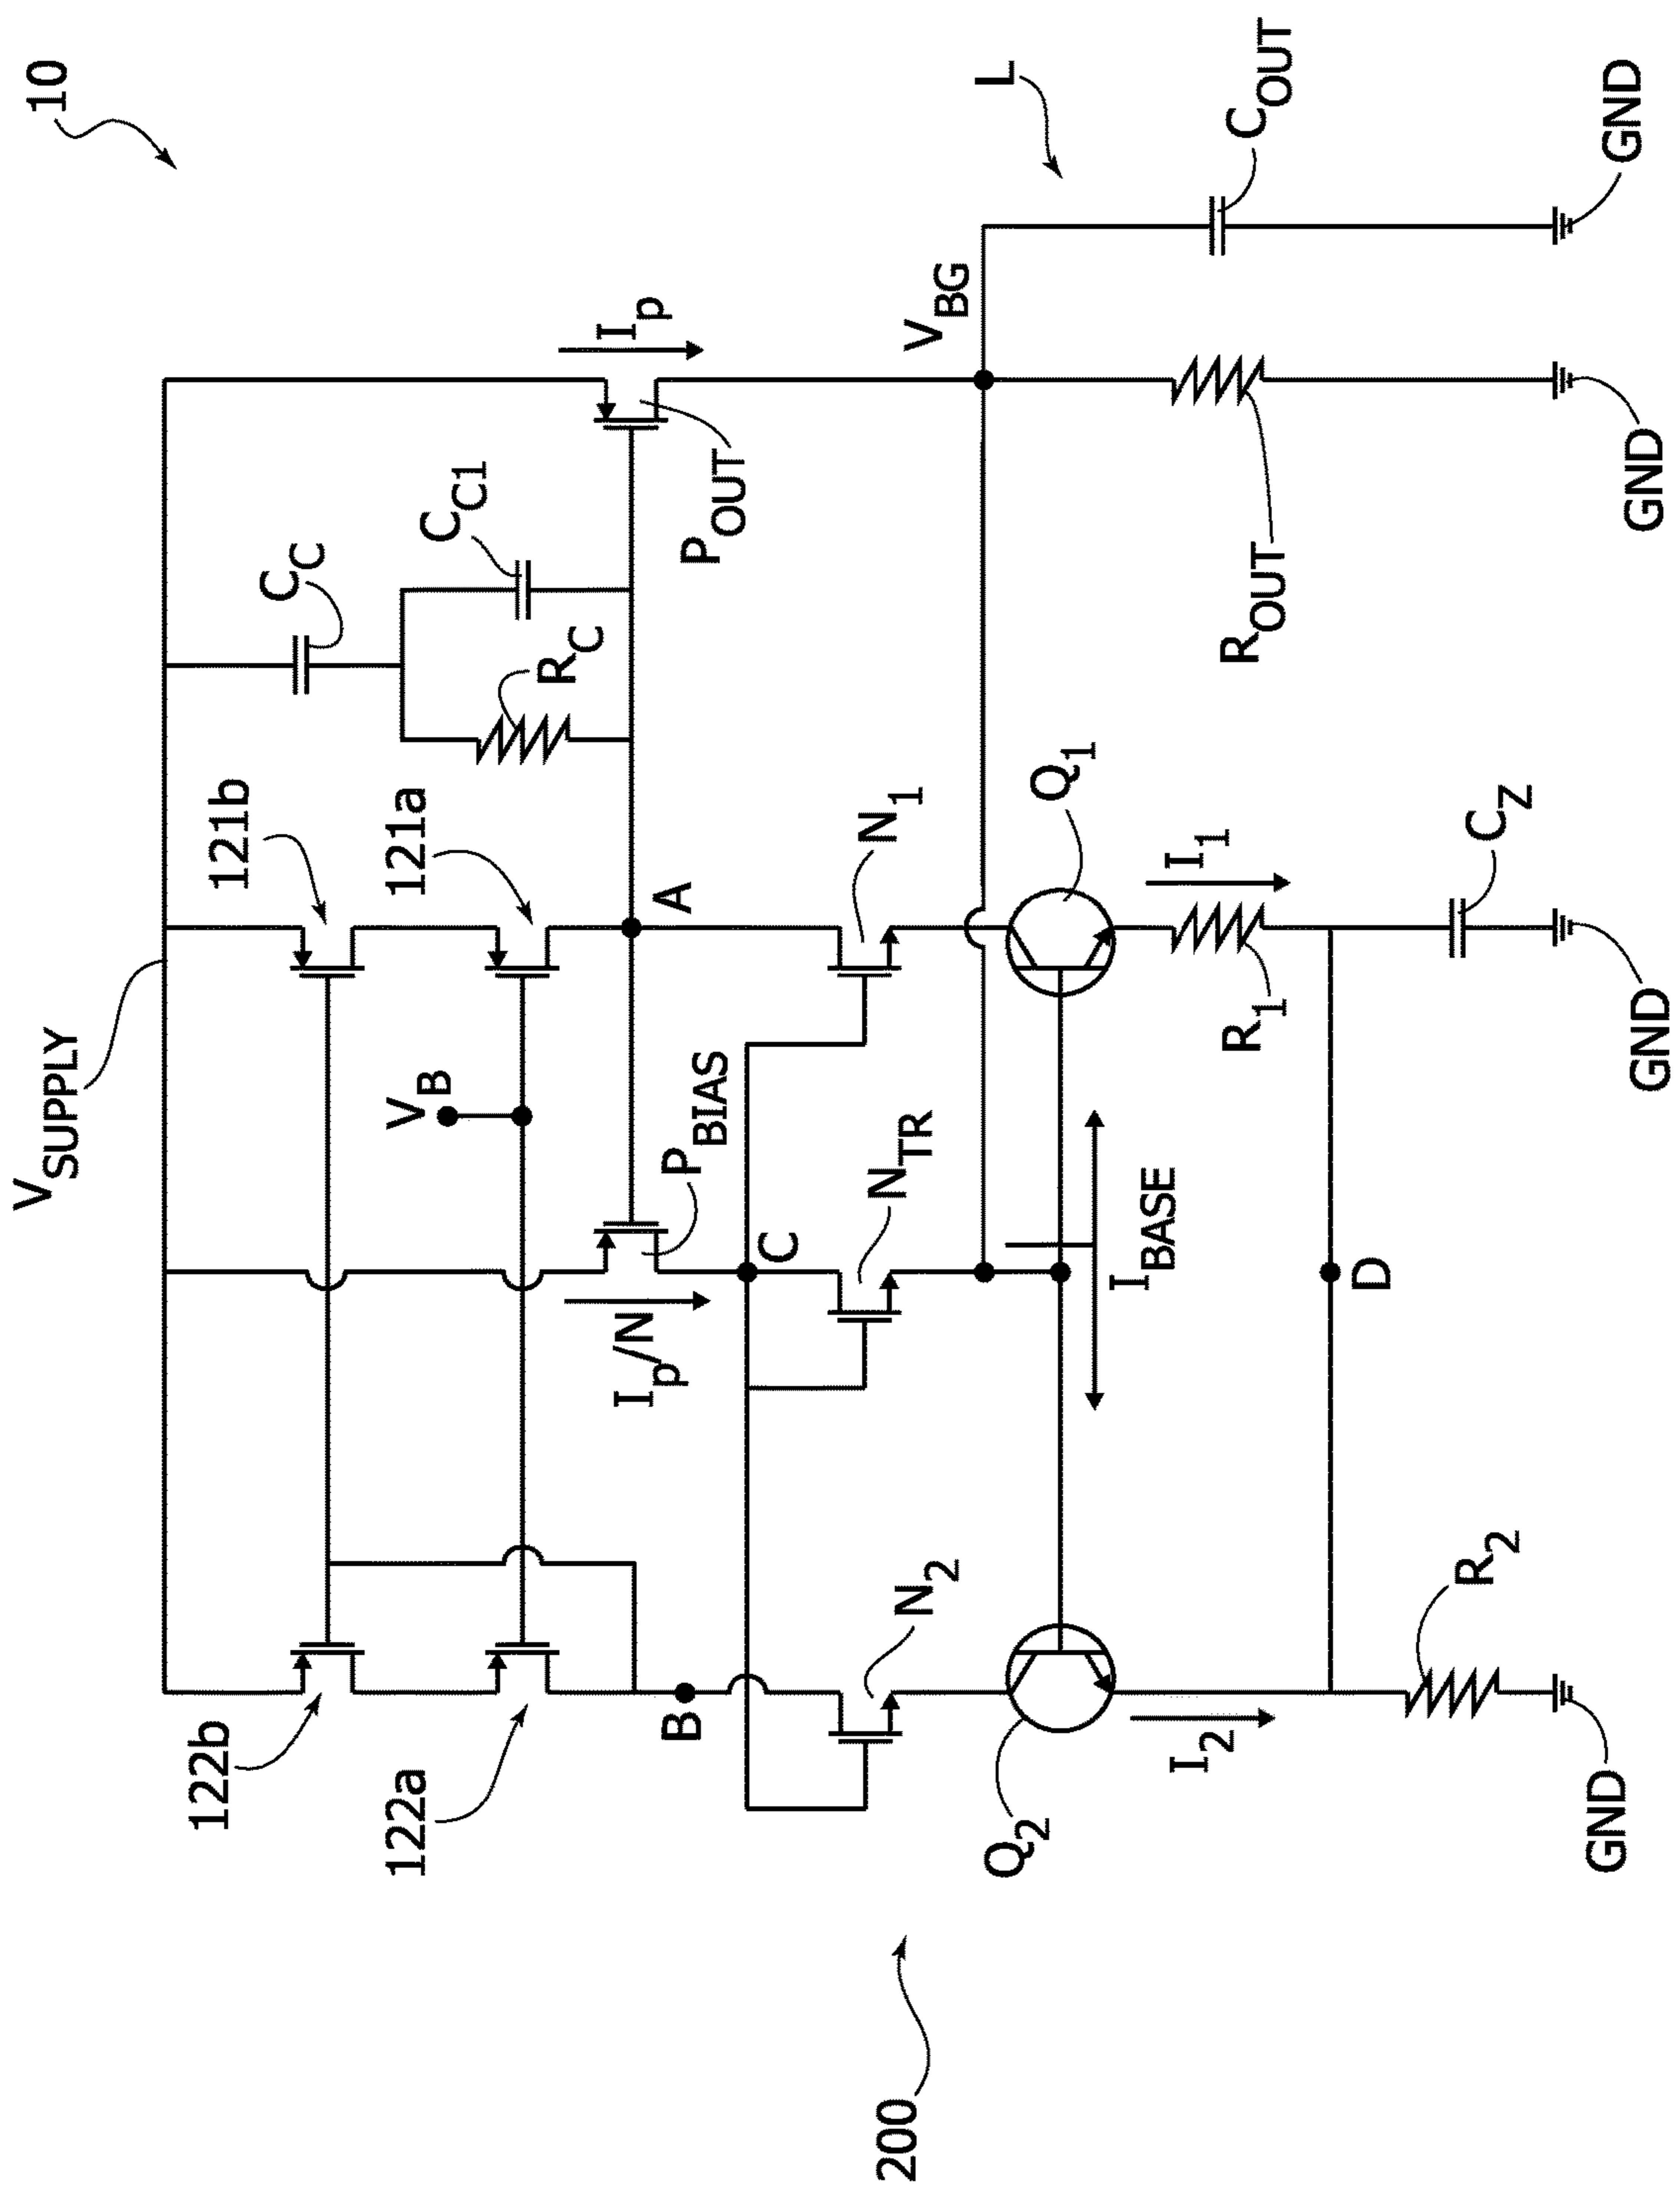 10
V_SUPPLY
C_C
C_C1
R_C
P_OUT
I_p
121b
121a
122b
122a
V_B
A
P_BIAS
I_p/N
B
C
N_1
N_TR
N_2
V_BG
L
C_OUT
R_OUT
Q_1
Q_2
I_BASE
I_1
I_2
R_1
C_Z
D
R_2
GND
GND
GND
GND
200